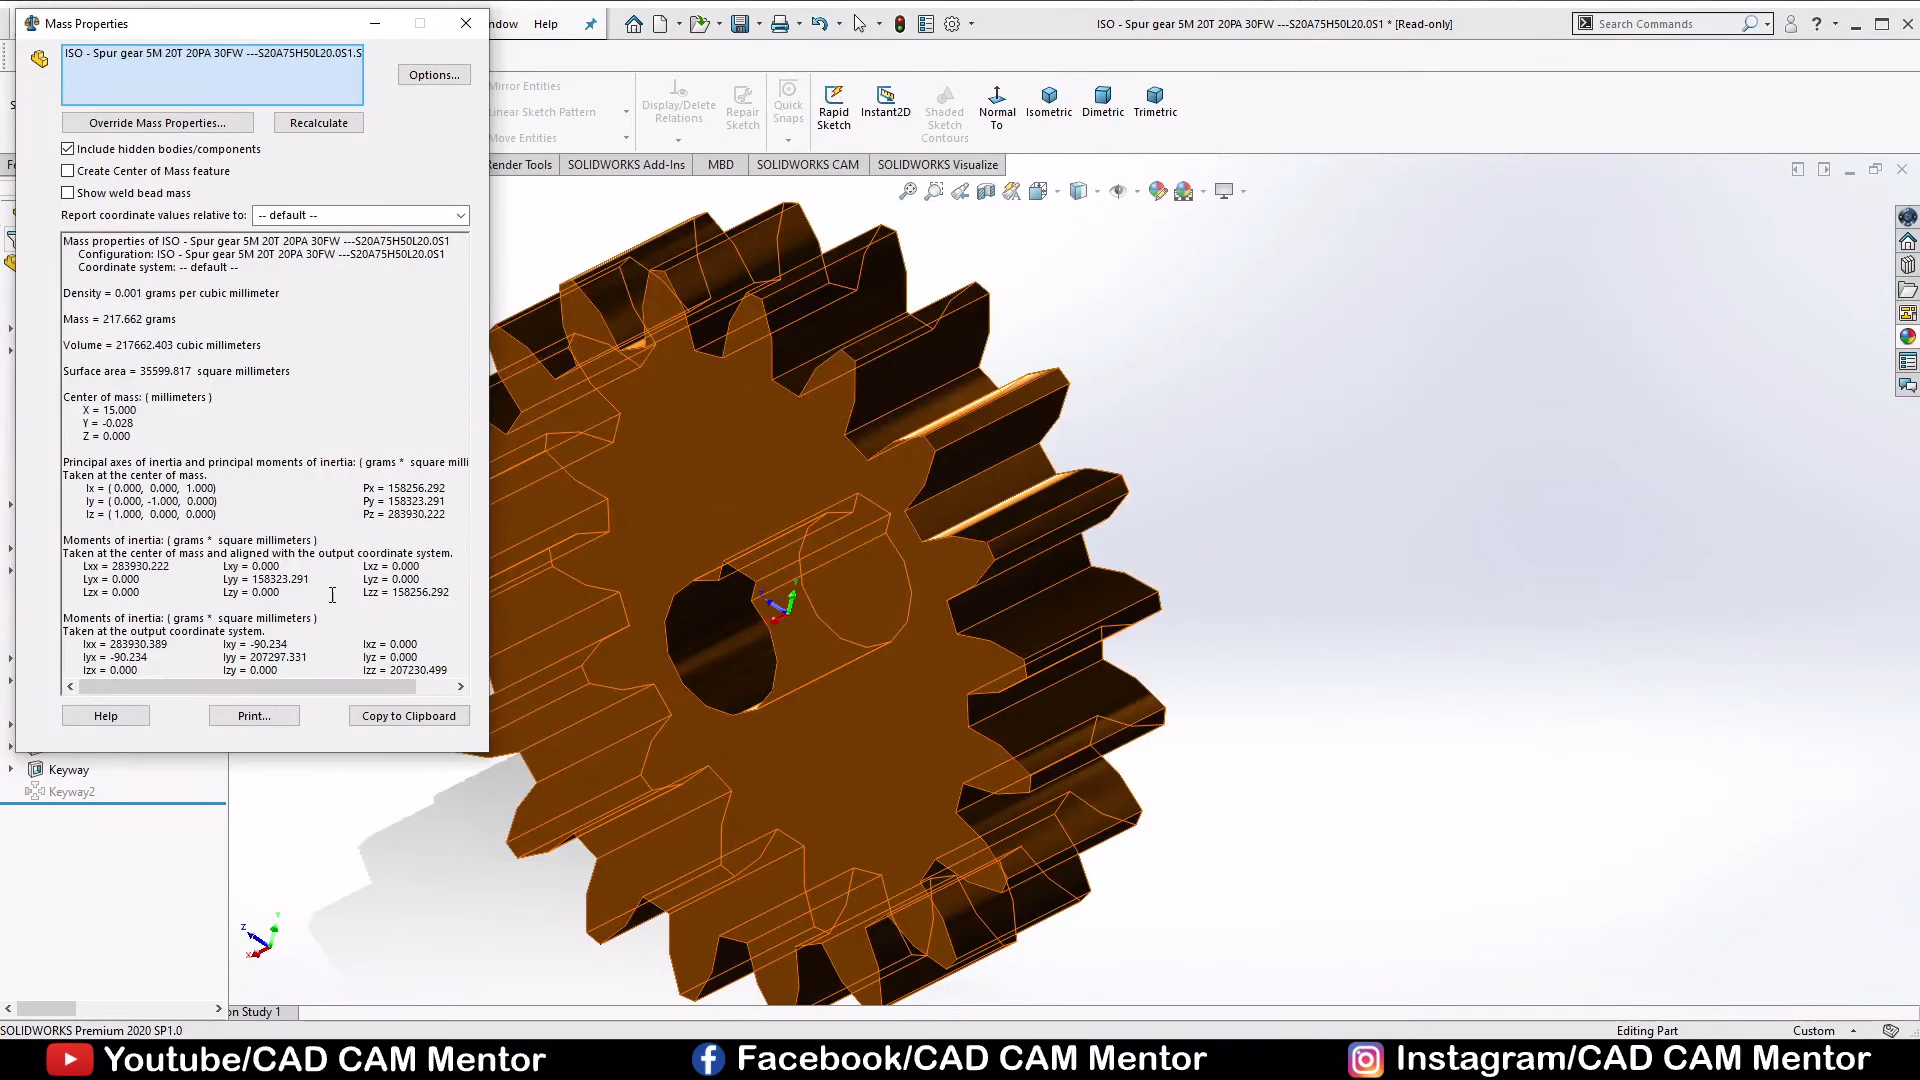 Mass Properties
ndow Help
ISO - Spur gear 5M 20T 20PA 30FW ---S20A75H50L20.0S1 * [Read-only]
Search Commands
ISO - Spur gear 5M 20T 20PA 30FW ---S20A75H50L20.0S1.S
Options...
Override Mass Properties...
Recalculate
Include hidden bodies/components
Create Center of Mass feature
Show weld bead mass
Report coordinate values relative to: -- default --
Mirror Entities
Linear Sketch Pattern
Move Entities
Display/Delete Relations
Repair Sketch
Quick Snaps
Rapid Sketch
Instant2D
Shaded Sketch Contours
Normal To
Isometric
Dimetric
Trimetric
Render Tools
SOLIDWORKS Add-Ins
MBD
SOLIDWORKS CAM
SOLIDWORKS Visualize
Mass properties of ISO - Spur gear 5M 20T 20PA 30FW ---S20A75H50L20.0S1
Configuration: ISO - Spur gear 5M 20T 20PA 30FW ---S20A75H50L20.0S1
Coordinate system: -- default --
Density = 0.001 grams per cubic millimeter
Mass = 217.662 grams
Volume = 217662.403 cubic millimeters
Surface area = 35599.817 square millimeters
Center of mass: ( millimeters )
X = 15.000
Y = -0.028
Z = 0.000
Principal axes of inertia and principal moments of inertia: ( grams * square milli
Taken at the center of mass.
Ix = ( 0.000, 0.000, 1.000) Px = 158256.292
Iy = ( 0.000, -1.000, 0.000) Py = 158323.291
Iz = ( 1.000, 0.000, 0.000) Pz = 283930.222
Moments of inertia: ( grams * square millimeters )
Taken at the center of mass and aligned with the output coordinate system.
Lxx = 283930.222 Lxy = 0.000 Lxz = 0.000
Lyx = 0.000 Lyy = 158323.291 Lyz = 0.000
Lzx = 0.000 Lzy = 0.000 Lzz = 158256.292
Moments of inertia: ( grams * square millimeters )
Taken at the output coordinate system.
Ixx = 283930.389 Ixy = -90.234 Ixz = 0.000
Iyx = -90.234 Iyy = 207297.331 Iyz = 0.000
Izx = 0.000 Izy = 0.000 Izz = 207230.499
Help
Print...
Copy to Clipboard
Keyway
Keyway2
Y
Z
X
on Study 1
SOLIDWORKS Premium 2020 SP1.0
Editing Part
Custom
Youtube/CAD CAM Mentor
Facebook/CAD CAM Mentor
Instagram/CAD CAM Mentor